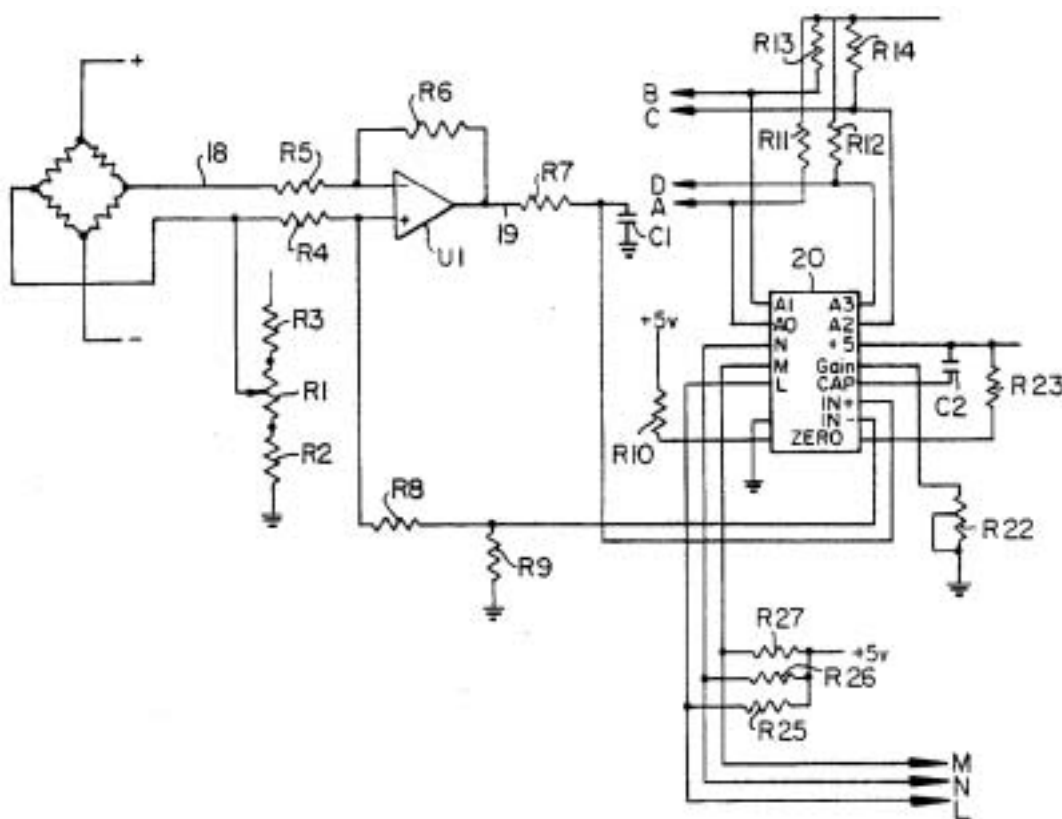 +
R13
R14
B
C
R6
18
R5
R11
R12
R7
D
A
-
+
19
C1
R4
U1
20
R3
+5v
A1 A3
A0 A2
N +5
M Gain
L CAP
IN+
IN-
ZERO
-
R1
C2
R23
R10
R2
R8
R22
R9
R27
+5v
R26
R25
M
N
L